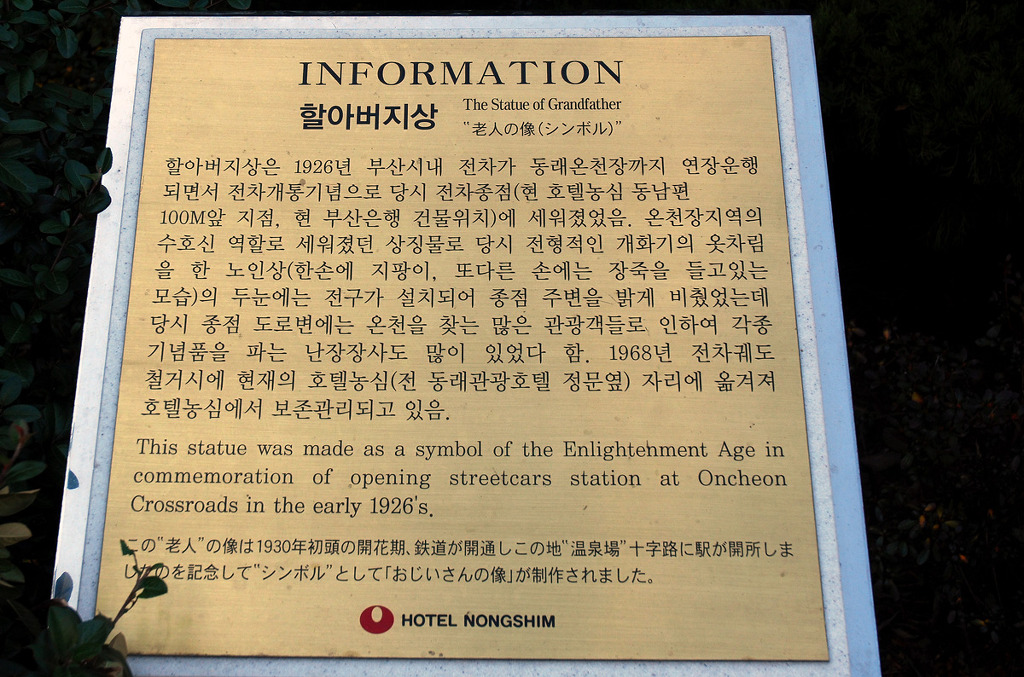 INFORMATION
할아버지상
The Statue of Grandfather
"老人の像(シンボル)"
할아버지상은 1926년 부산시내 전차가 동래온천장까지 연장운행
되면서 전차개통기념으로 당시 전차종점(현 호텔농심 동남편
100M앞 지점, 현 부산은행 건물위치)에 세워졌었음. 온천장지역의
수호신 역할로 세워졌던 상징물로 당시 전형적인 개화기의 옷차림
을 한 노인상(한손에 지팡이, 또다른 손에는 장죽을 들고있는
모습)의 두눈에는 전구가 설치되어 종점 주변을 밝게 비췄었는데
당시 종점 도로변에는 온천을 찾는 많은 관광객들로 인하여 각종
기념품을 파는 난장장사도 많이 있었다 함. 1968년 전차궤도
철거시에 현재의 호텔농심(전 동래관광호텔 정문옆) 자리에 옮겨져
호텔농심에서 보존관리되고 있음.
This statue was made as a symbol of the Enlightenment Age in
commemoration of opening streetcars station at Oncheon
Crossroads in the early 1926's.
この"老人"の像は1930年初頭の開花期、鉄道が開通しこの地"温泉場"十字路に駅が開所しま
したのを記念して"シンボル"として「おじいさんの像」が制作されました。
HOTEL NONGSHIM